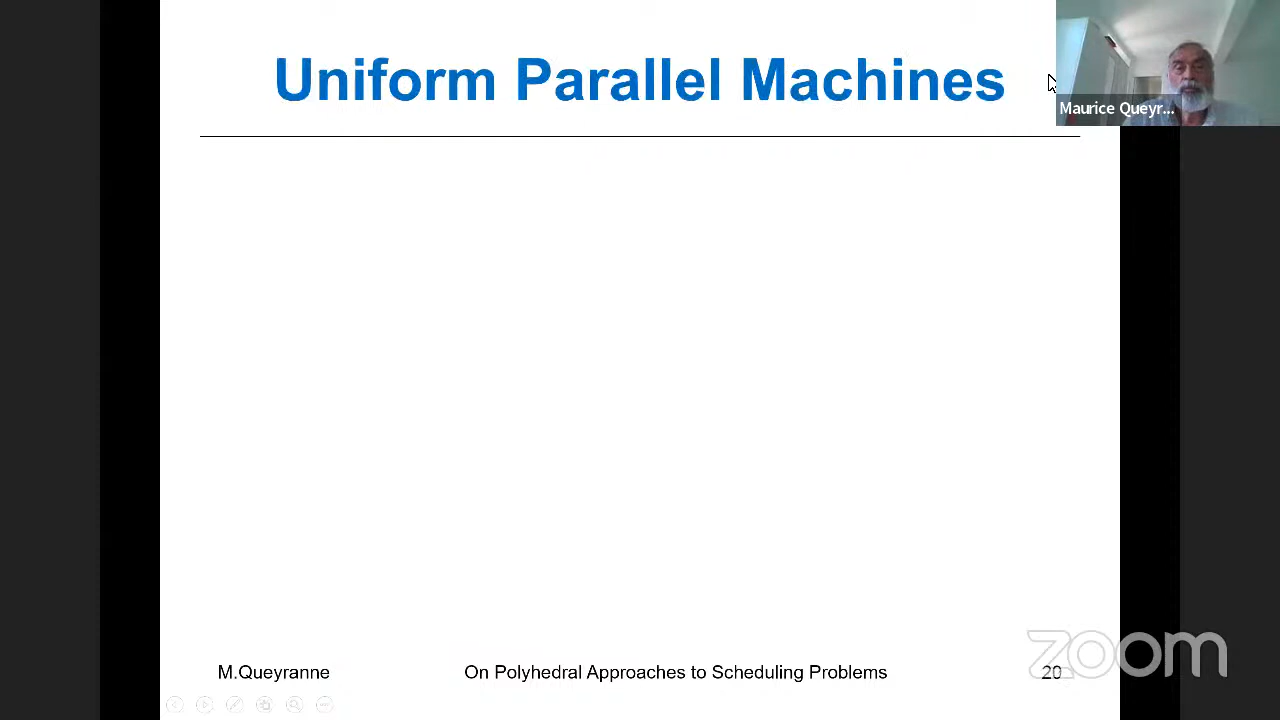 Uniform Parallel Machines
Maurice Queyr...
M.Queyranne
On Polyhedral Approaches to Scheduling Problems
20
zoom